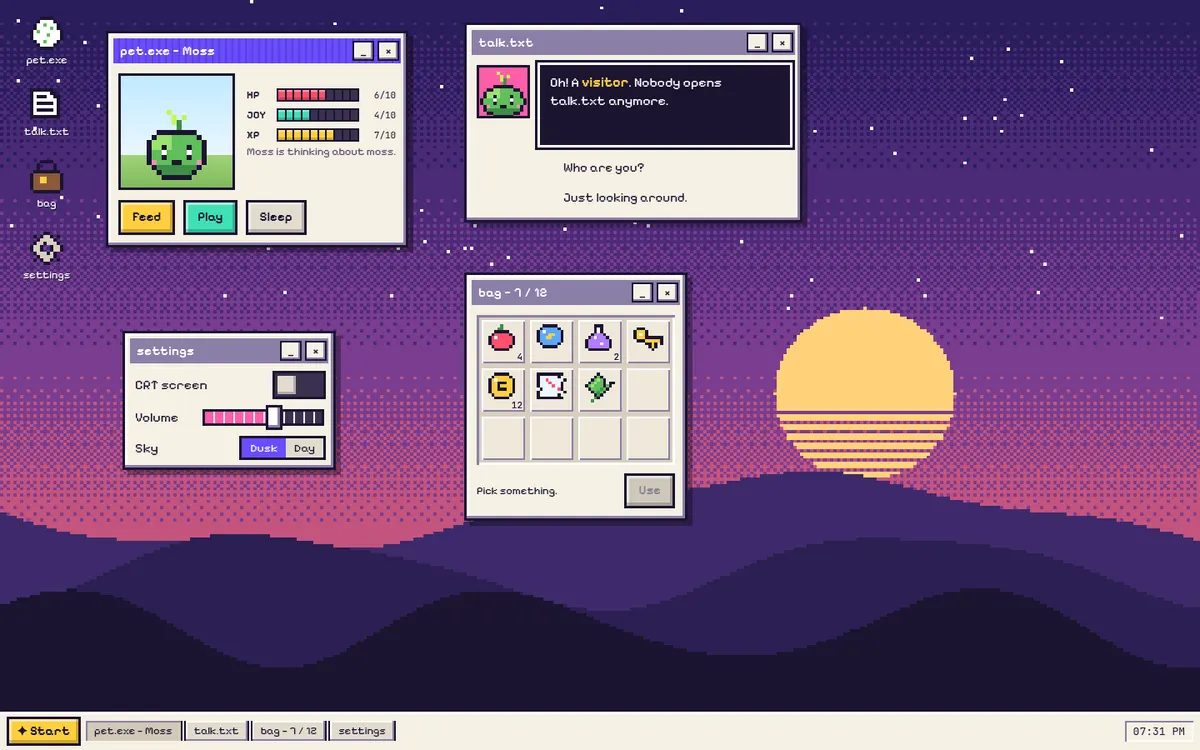 pet.exe
talk.txt
bag
settings
pet.exe - Moss
_ ×
HP 6/10
JOY 4/10
XP 7/10
Moss is thinking about moss.
Feed Play Sleep
talk.txt
_ ×
Oh! A visitor. Nobody opens
talk.txt anymore.
Who are you?
Just looking around.
bag - 7 / 12
_ ×
4
2
12
Pick something.
Use
settings
_ ×
CRT screen
Volume
Sky Dusk Day
✦ Start pet.exe - Moss talk.txt bag - 7 / 12 settings 07:31 PM